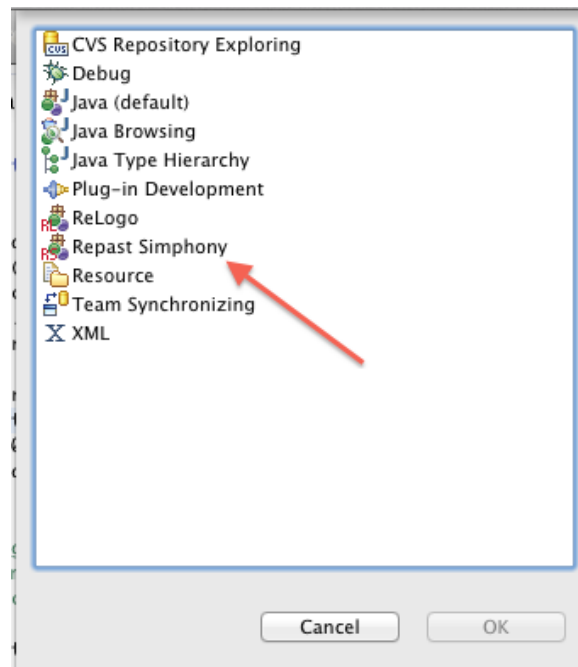 CVS Repository Exploring
Debug
Java (default)
Java Browsing
Java Type Hierarchy
Plug-in Development
ReLogo
Repast Simphony
Resource
Team Synchronizing
XML
Cancel
OK